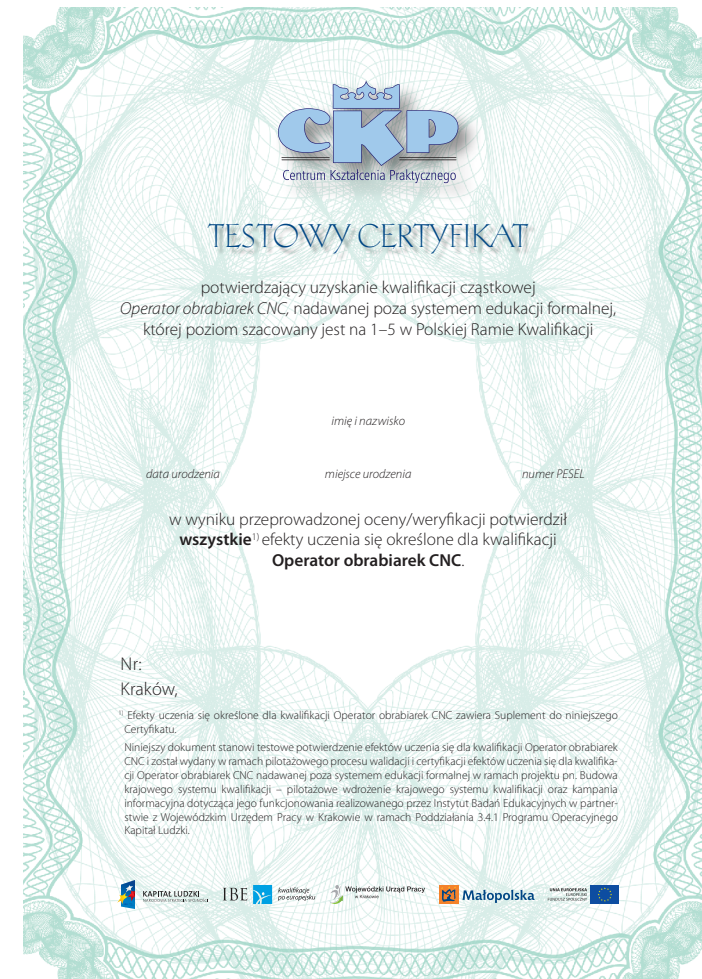 CKP
Centrum Kształcenia Praktycznego
TESTOWY CERTYFIKAT
potwierdzający uzyskanie kwalifikacji cząstkowej
Operator obrabiarek CNC, nadawanej poza systemem edukacji formalnej,
której poziom szacowany jest na 1–5 w Polskiej Ramie Kwalifikacji
imię i nazwisko
data urodzenia miejsce urodzenia numer PESEL
w wyniku przeprowadzonej oceny/weryfikacji potwierdził
wszystkie¹⁾ efekty uczenia się określone dla kwalifikacji
Operator obrabiarek CNC.
Nr:
Kraków,
¹⁾ Efekty uczenia się określone dla kwalifikacji Operator obrabiarek CNC zawiera Suplement do niniejszego
Certyfikatu.
Niniejszy dokument stanowi testowe potwierdzenie efektów uczenia się dla kwalifikacji Operator obrabiarek
CNC i został wydany w ramach pilotażowego procesu walidacji i certyfikacji efektów uczenia się dla kwalifika-
cji Operator obrabiarek CNC nadawanej poza systemem edukacji formalnej w ramach projektu pn. Budowa
krajowego systemu kwalifikacji – pilotażowe wdrożenie krajowego systemu kwalifikacji oraz kampania
informacyjna dotycząca jego funkcjonowania realizowanego przez Instytut Badań Edukacyjnych w partner-
stwie z Wojewódzkim Urzędem Pracy w Krakowie w ramach Poddziałania 3.4.1 Programu Operacyjnego
Kapitał Ludzki.
KAPITAŁ LUDZKI
NARODOWA STRATEGIA SPÓJNOŚCI
IBE
kwalifikacje
po europejsku
Wojewódzki Urząd Pracy
w Krakowie
Małopolska
UNIA EUROPEJSKA
EUROPEJSKI
FUNDUSZ SPOŁECZNY